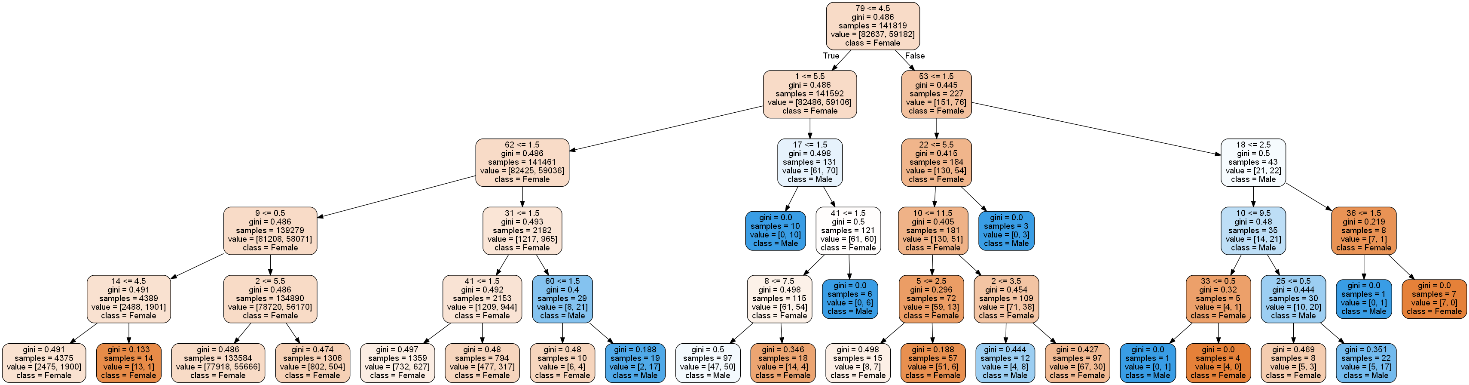 79 <= 4.5
gini = 0.486
samples = 141819
value = [82637, 59182]
class = Female
True
False
1 <= 5.5
gini = 0.486
samples = 141592
value = [82486, 59106]
class = Female
53 <= 1.5
gini = 0.445
samples = 227
value = [151, 76]
class = Female
62 <= 1.5
gini = 0.486
samples = 141461
value = [82425, 59036]
class = Female
17 <= 1.5
gini = 0.498
samples = 131
value = [61, 70]
class = Male
22 <= 5.5
gini = 0.415
samples = 184
value = [130, 54]
class = Female
18 <= 2.5
gini = 0.5
samples = 43
value = [21, 22]
class = Male
9 <= 0.5
gini = 0.486
samples = 139279
value = [81208, 58071]
class = Female
31 <= 1.5
gini = 0.493
samples = 2182
value = [1217, 965]
class = Female
gini = 0.0
samples = 10
value = [0, 10]
class = Male
41 <= 1.5
gini = 0.5
samples = 121
value = [61, 60]
class = Female
10 <= 11.5
gini = 0.405
samples = 181
value = [130, 51]
class = Female
gini = 0.0
samples = 3
value = [0, 3]
class = Male
10 <= 9.5
gini = 0.48
samples = 35
value = [14, 21]
class = Male
36 <= 1.5
gini = 0.219
samples = 8
value = [7, 1]
class = Female
14 <= 4.5
gini = 0.491
samples = 4389
value = [2488, 1901]
class = Female
2 <= 5.5
gini = 0.486
samples = 134890
value = [78720, 56170]
class = Female
41 <= 1.5
gini = 0.492
samples = 2153
value = [1209, 944]
class = Female
60 <= 1.5
gini = 0.4
samples = 29
value = [8, 21]
class = Male
8 <= 7.5
gini = 0.498
samples = 115
value = [61, 54]
class = Female
gini = 0.0
samples = 6
value = [0, 6]
class = Male
5 <= 2.5
gini = 0.296
samples = 72
value = [59, 13]
class = Female
2 <= 3.5
gini = 0.454
samples = 109
value = [71, 38]
class = Female
33 <= 0.5
gini = 0.32
samples = 5
value = [4, 1]
class = Female
25 <= 0.5
gini = 0.444
samples = 30
value = [10, 20]
class = Male
gini = 0.0
samples = 1
value = [0, 1]
class = Male
gini = 0.0
samples = 7
value = [7, 0]
class = Female
gini = 0.491
samples = 4375
value = [2475, 1900]
class = Female
gini = 0.133
samples = 14
value = [13, 1]
class = Female
gini = 0.486
samples = 133584
value = [77918, 55666]
class = Female
gini = 0.474
samples = 1306
value = [802, 504]
class = Female
gini = 0.497
samples = 1359
value = [732, 627]
class = Female
gini = 0.48
samples = 794
value = [477, 317]
class = Female
gini = 0.48
samples = 10
value = [6, 4]
class = Female
gini = 0.188
samples = 19
value = [2, 17]
class = Male
gini = 0.5
samples = 97
value = [47, 50]
class = Male
gini = 0.346
samples = 18
value = [14, 4]
class = Female
gini = 0.498
samples = 15
value = [8, 7]
class = Female
gini = 0.188
samples = 57
value = [51, 6]
class = Female
gini = 0.444
samples = 12
value = [4, 8]
class = Male
gini = 0.427
samples = 97
value = [67, 30]
class = Female
gini = 0.0
samples = 1
value = [0, 1]
class = Male
gini = 0.0
samples = 4
value = [4, 0]
class = Female
gini = 0.469
samples = 8
value = [5, 3]
class = Female
gini = 0.351
samples = 22
value = [5, 17]
class = Male